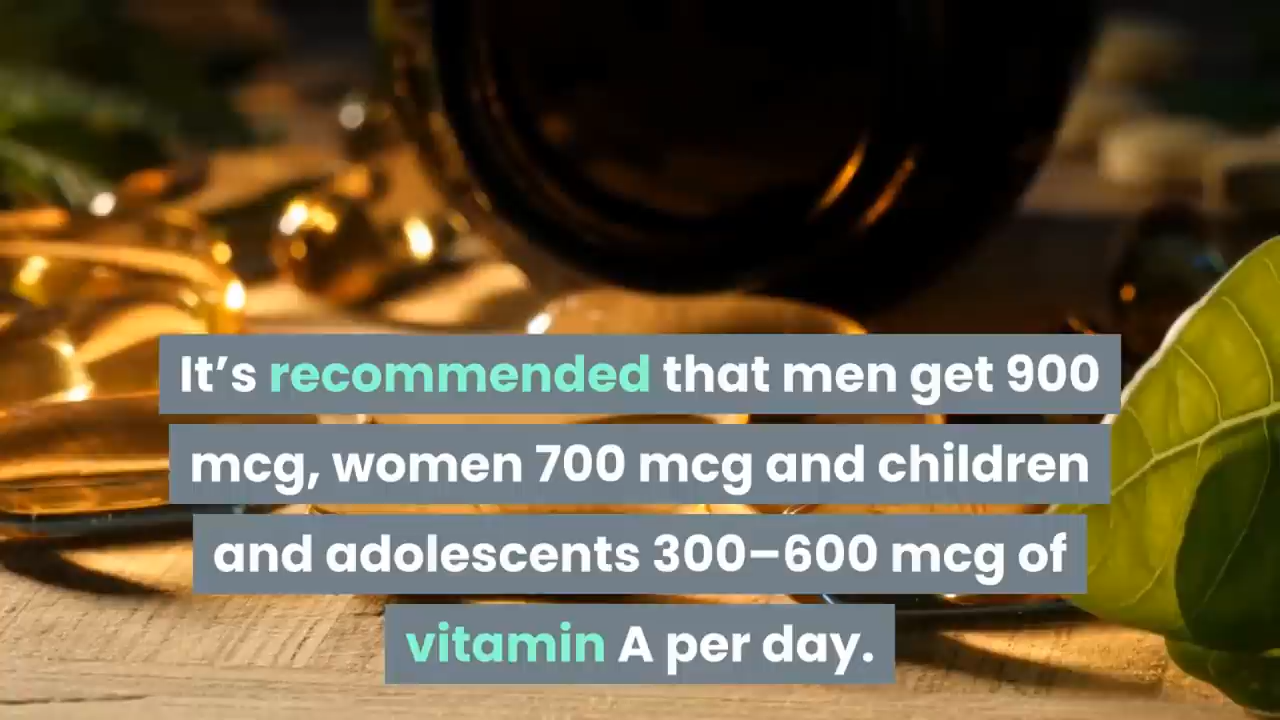 It’s recommended that men get 900
mcg, women 700 mcg and children
and adolescents 300–600 mcg of
vitamin A per day.